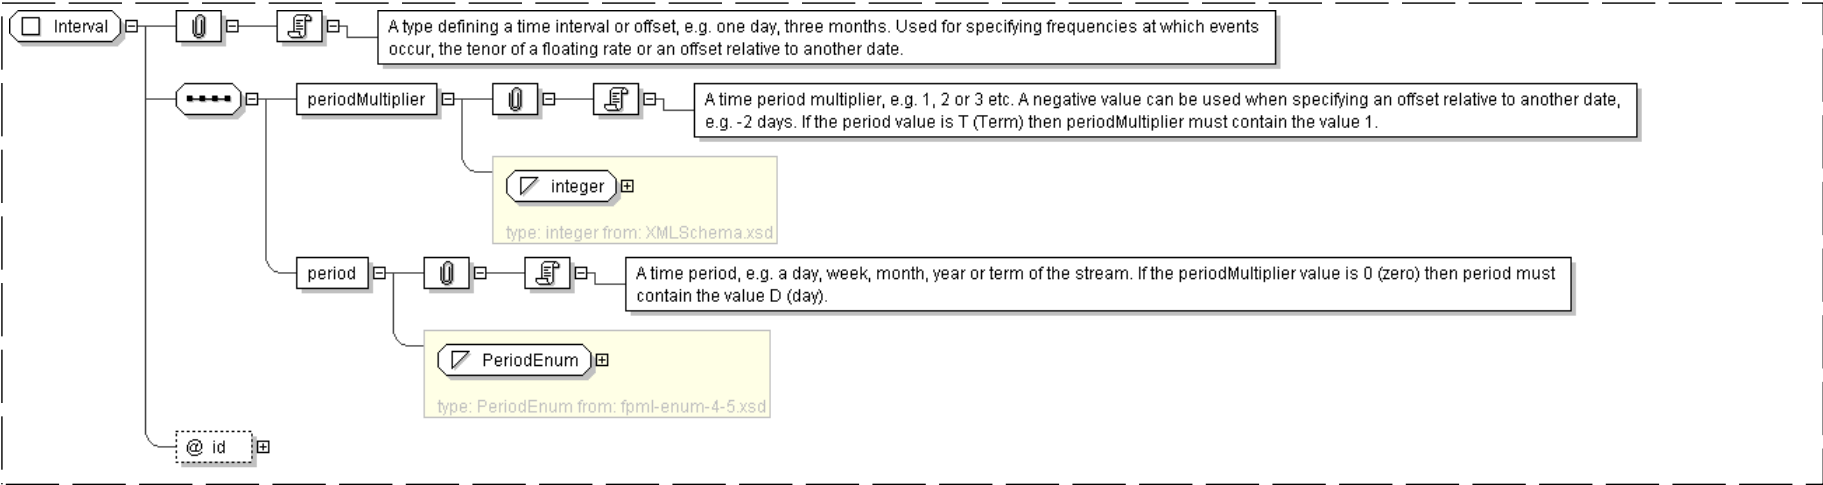 Interval
A type defining a time interval or offset, e.g. one day, three months. Used for specifying frequencies at which events
occur, the tenor of a floating rate or an offset relative to another date.
periodMultiplier
A time period multiplier, e.g. 1, 2 or 3 etc. A negative value can be used when specifying an offset relative to another date,
e.g. -2 days. If the period value is T (Term) then periodMultiplier must contain the value 1.
integer
type: integer from: XMLSchema.xsd
period
A time period, e.g. a day, week, month, year or term of the stream. If the periodMultiplier value is 0 (zero) then period must
contain the value D (day).
PeriodEnum
type: PeriodEnum from: fpml-enum-4-5.xsd
@ id